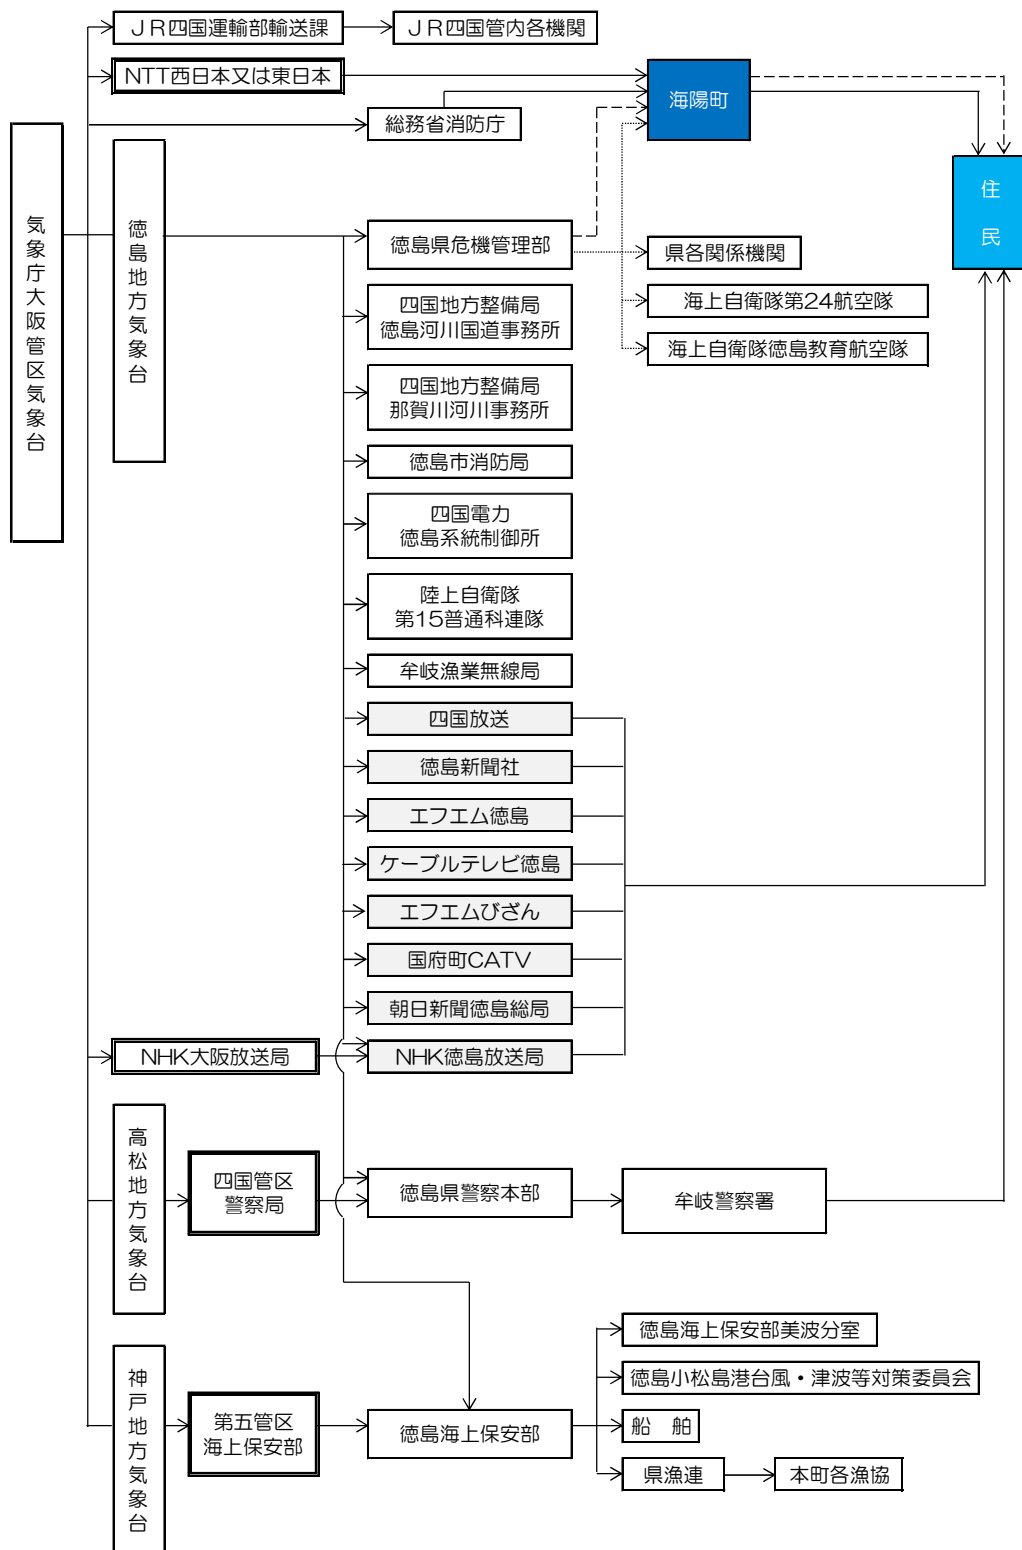 ＪＲ四国運輸部輸送課
ＪＲ四国管内各機関
NTT西日本又は東日本
海陽町
総務省消防庁
住民
気象庁大阪管区気象台
徳島地方気象台
徳島県危機管理部
県各関係機関
海上自衛隊第24航空隊
海上自衛隊徳島教育航空隊
四国地方整備局
徳島河川国道事務所
四国地方整備局
那賀川河川事務所
徳島市消防局
四国電力
徳島系統制御所
陸上自衛隊
第15普通科連隊
牟岐漁業無線局
四国放送
徳島新聞社
エフエム徳島
ケーブルテレビ徳島
エフエムびざん
国府町CATV
朝日新聞徳島総局
NHK大阪放送局
NHK徳島放送局
高松地方気象台
四国管区
警察局
徳島県警察本部
牟岐警察署
神戸地方気象台
第五管区
海上保安部
徳島海上保安部
徳島海上保安部美波分室
徳島小松島港台風・津波等対策委員会
船　舶
県漁連
本町各漁協